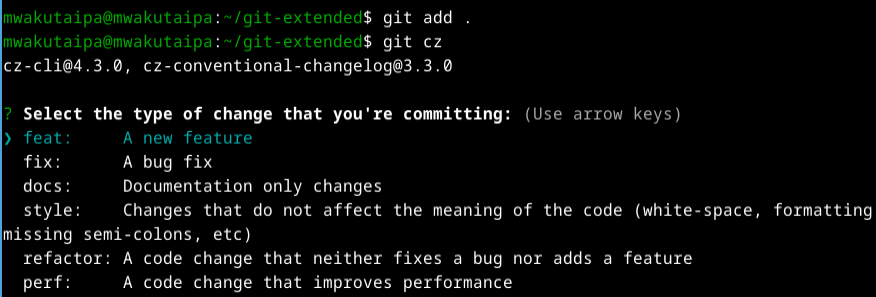 mwakutaipa@mwakutaipa:~/git-extended$ git add .
mwakutaipa@mwakutaipa:~/git-extended$ git cz
cz-cli@4.3.0, cz-conventional-changelog@3.3.0
? Select the type of change that you're committing: (Use arrow keys)
❯ feat:     A new feature
  fix:      A bug fix
  docs:     Documentation only changes
  style:    Changes that do not affect the meaning of the code (white-space, formatting
missing semi-colons, etc)
  refactor: A code change that neither fixes a bug nor adds a feature
  perf:     A code change that improves performance